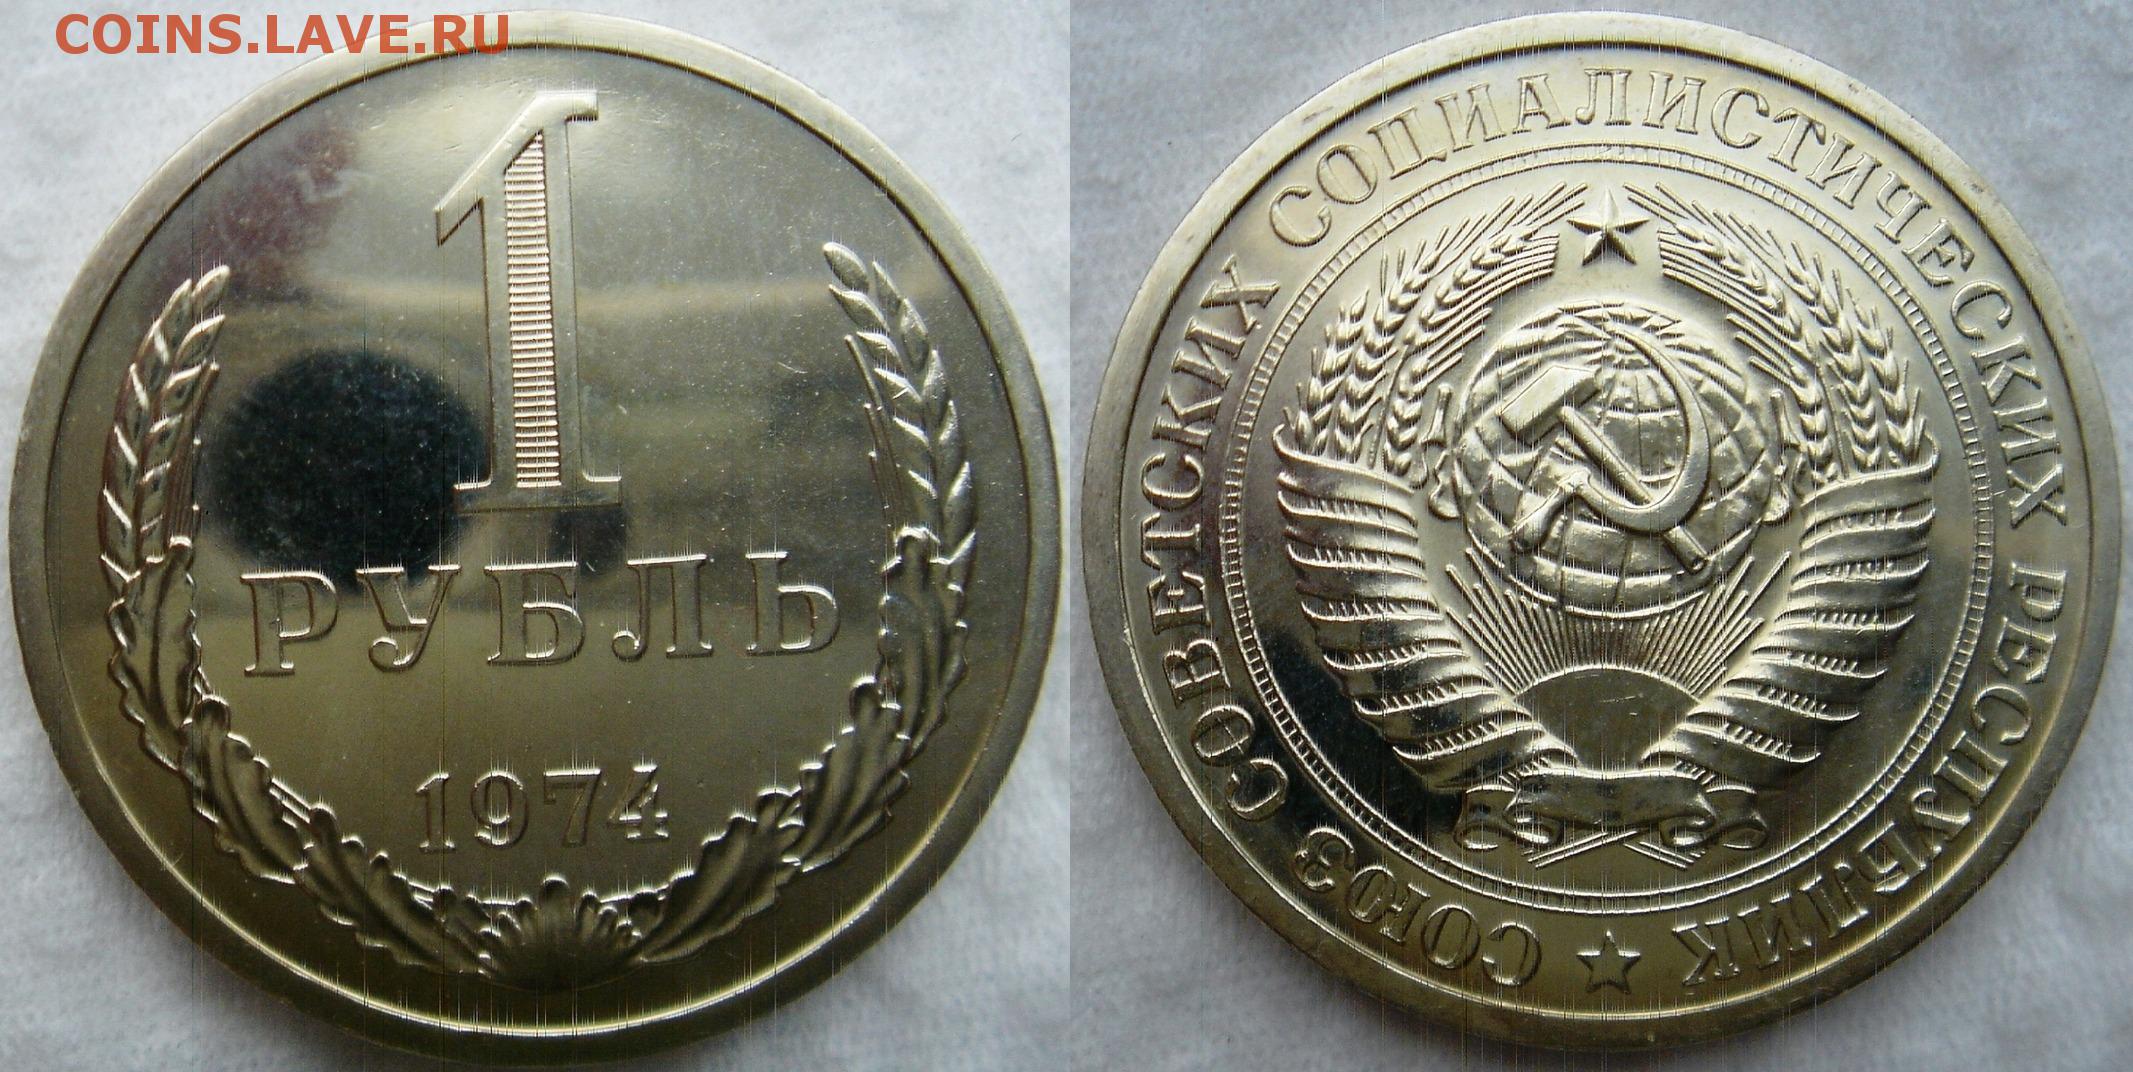 COINS.LAVE.RU
1
РУБЛЬ
1974
СОЮЗ СОВЕТСКИХ СОЦИАЛИСТИЧЕСКИХ РЕСПУБЛИК